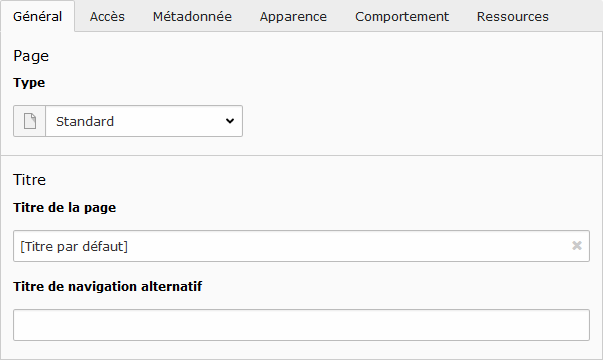 Général Accès Métadonnée Apparence Comportement Ressources
Page
Type
Standard
Titre
Titre de la page
[Titre par défaut]
Titre de navigation alternatif